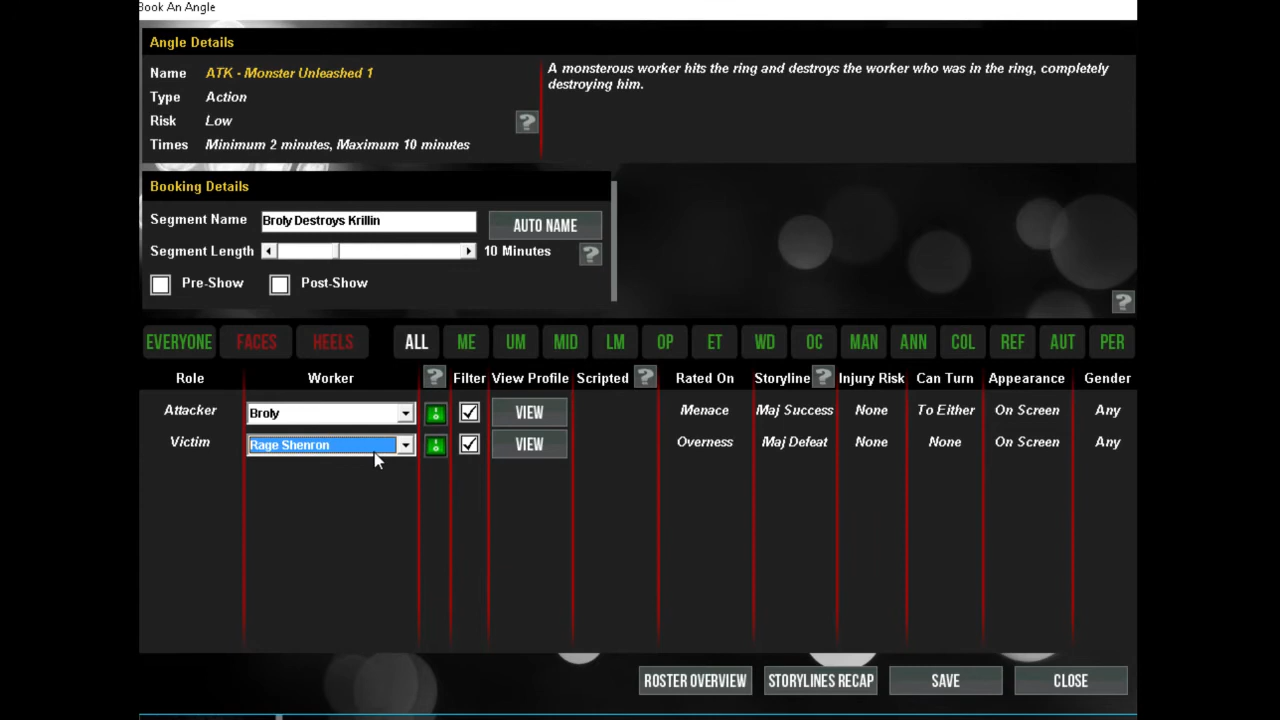 Book An Angle
Angle Details
Name ATK - Monster Unleashed 1
Type Action
Risk Low
Times Minimum 2 minutes, Maximum 10 minutes
?
A monsterous worker hits the ring and destroys the worker who was in the ring, completely
destroying him.
Booking Details
Segment Name Broly Destroys Krillin AUTO NAME
Segment Length 10 Minutes ?
Pre-Show Post-Show
?
EVERYONE FACES HEELS ALL ME UM MID LM OP ET WD OC MAN ANN COL REF AUT PER
Role Worker ? Filter View Profile Scripted ? Rated On Storyline ? Injury Risk Can Turn Appearance Gender
Attacker Broly VIEW Menace Maj Success None To Either On Screen Any
Victim Rage Shenron VIEW Overness Maj Defeat None None On Screen Any
ROSTER OVERVIEW STORYLINES RECAP SAVE CLOSE